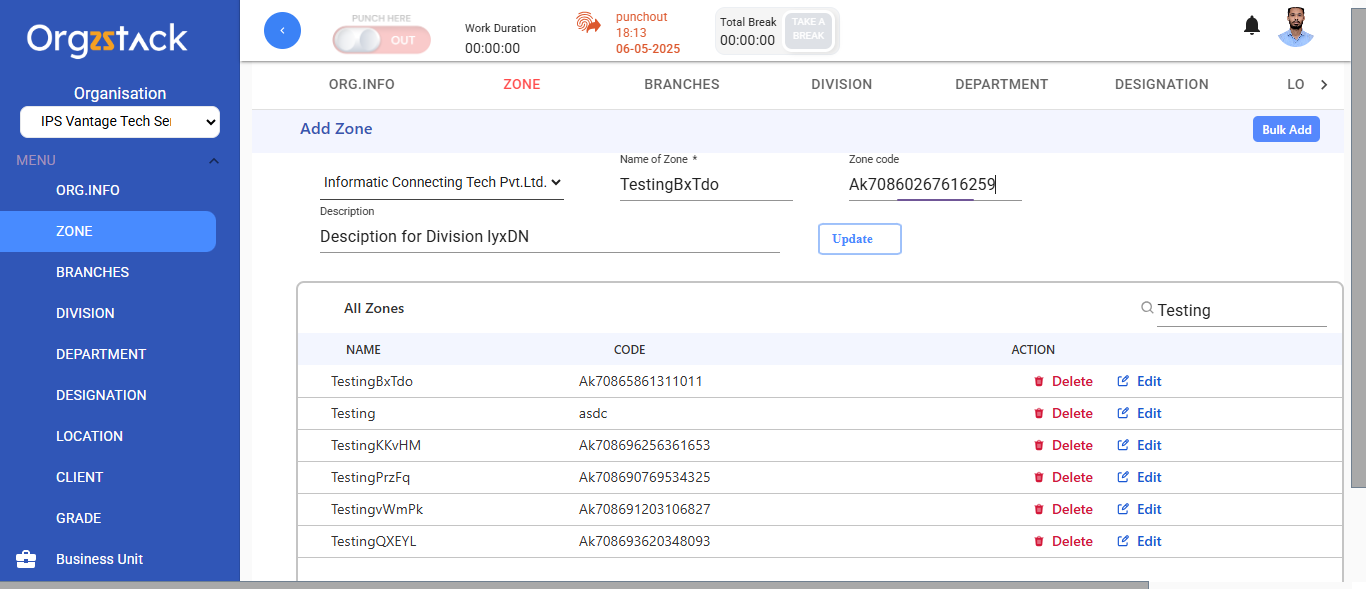 Orgzstack
Organisation
IPS Vantage Tech Ser
MENU
ORG.INFO
ZONE
BRANCHES
DIVISION
DEPARTMENT
DESIGNATION
LOCATION
CLIENT
GRADE
Business Unit
PUNCH HERE
OUT
Work Duration
00:00:00
punchout
18:13
06-05-2025
Total Break
00:00:00
TAKE A
BREAK
ORG.INFO ZONE BRANCHES DIVISION DEPARTMENT DESIGNATION LO
Add Zone Bulk Add
Name of Zone * Zone code
Informatic Connecting Tech Pvt.Ltd. TestingBxTdo Ak70860267616259
Description
Desciption for Division IyxDN Update
All Zones Testing
NAME CODE ACTION
TestingBxTdo Ak70865861311011 Delete Edit
Testing asdc Delete Edit
TestingKKvHM Ak708696256361653 Delete Edit
TestingPrzFq Ak708690769534325 Delete Edit
TestingvWmPk Ak708691203106827 Delete Edit
TestingQXEYL Ak708693620348093 Delete Edit